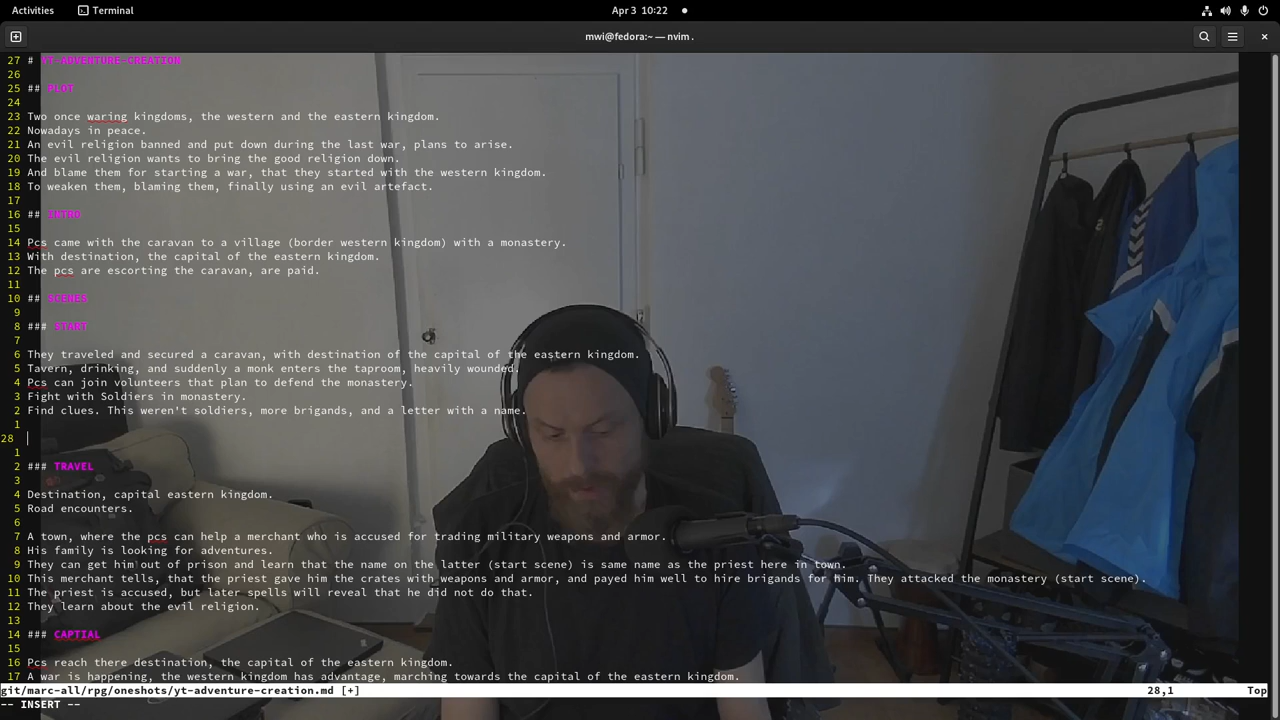 Activities Terminal Apr 3 10:22
mwi@fedora:~ — nvim .
27 # YT-ADVENTURE-CREATION
26
25 ## PLOT
24
23 Two once waring kingdoms, the western and the eastern kingdom.
22 Nowadays in peace.
21 An evil religion banned and put down during the last war, plans to arise.
20 The evil religion wants to bring the good religion down.
19 And blame them for starting a war, that they started with the western kingdom.
18 To weaken them, blaming them, finally using an evil artefact.
17
16 ## INTRO
15
14 Pcs came with the caravan to a village (border western kingdom) with a monastery.
13 With destination, the capital of the eastern kingdom.
12 The pcs are escorting the caravan, are paid.
11
10 ## SCENES
9
8 ### START
7
6 They traveled and secured a caravan, with destination of the capital of the eastern kingdom.
5 Tavern, drinking, and suddenly a monk enters the taproom, heavily wounded.
4 Pcs can join volunteers that plan to defend the monastery.
3 Fight with Soldiers in monastery.
2 Find clues. This weren't soldiers, more brigands, and a letter with a name.
1
28
1
2 ### TRAVEL
3
4 Destination, capital eastern kingdom.
5 Road encounters.
6
7 A town, where the pcs can help a merchant who is accused for trading military weapons and armor.
8 His family is looking for adventures.
9 They can get him out of prison and learn that the name on the latter (start scene) is same name as the priest here in town.
10 This merchant tells, that the priest gave him the crates with weapons and armor, and payed him well to hire brigands for him. They attacked the monastery (start scene).
11 The priest is accused, but later spells will reveal that he did not do that.
12 They learn about the evil religion.
13
14 ### CAPTIAL
15
16 Pcs reach there destination, the capital of the eastern kingdom.
17 A war is happening, the western kingdom has advantage, marching towards the capital of the eastern kingdom.
git/marc-all/rpg/oneshots/yt-adventure-creation.md [+] 28,1 Top
-- INSERT --